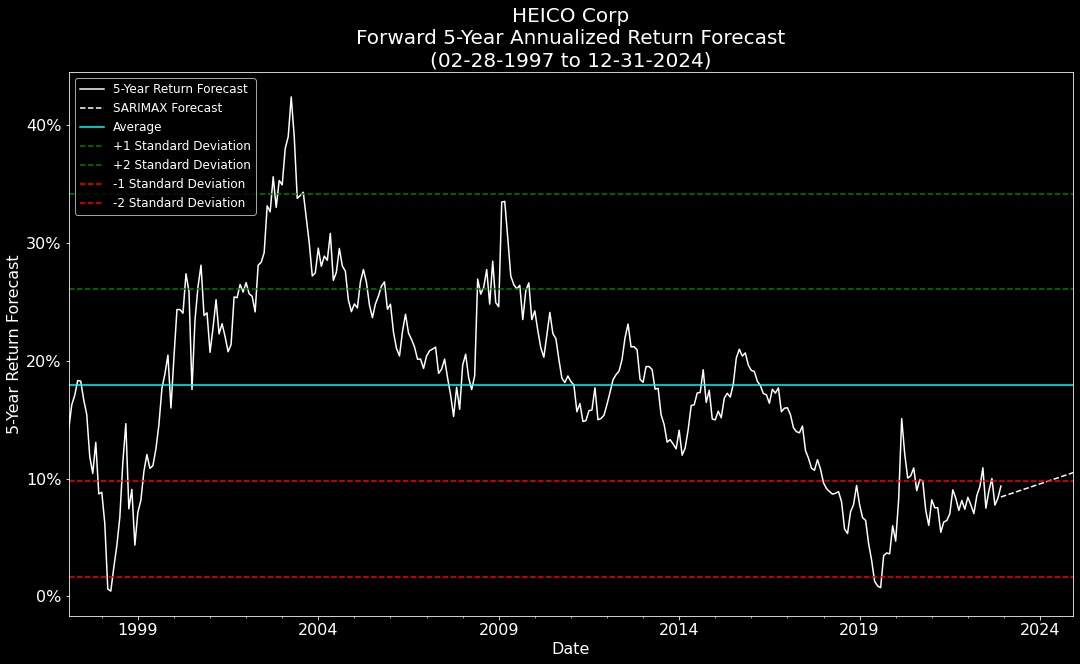 HEICO Corp
Forward 5-Year Annualized Return Forecast
(02-28-1997 to 12-31-2024)
5-Year Return Forecast
SARIMAX Forecast
Average
+1 Standard Deviation
+2 Standard Deviation
-1 Standard Deviation
-2 Standard Deviation
5-Year Return Forecast
40%
30%
20%
10%
0%
1999 2004 2009 2014 2019 2024
Date